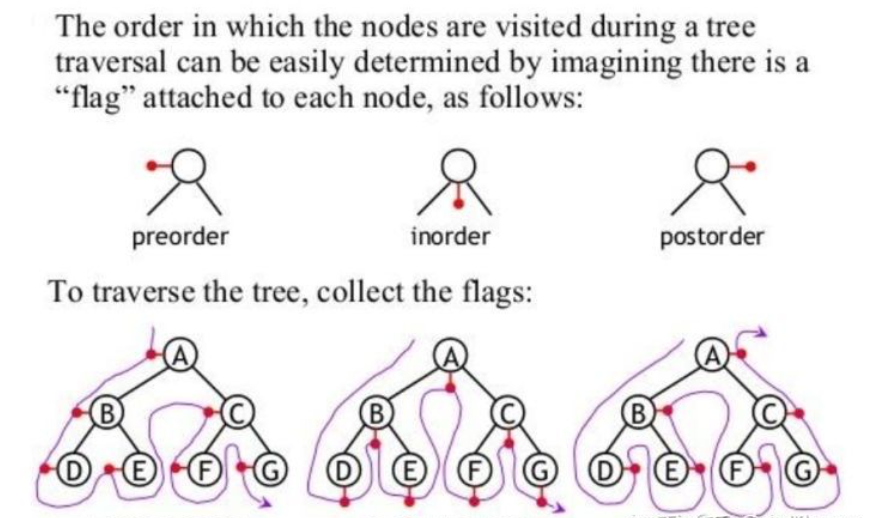 The order in which the nodes are visited during a tree
traversal can be easily determined by imagining there is a
“flag” attached to each node, as follows:
preorder inorder postorder
To traverse the tree, collect the flags:
A A A
B C B C B C
D E F G D E F G D E F G